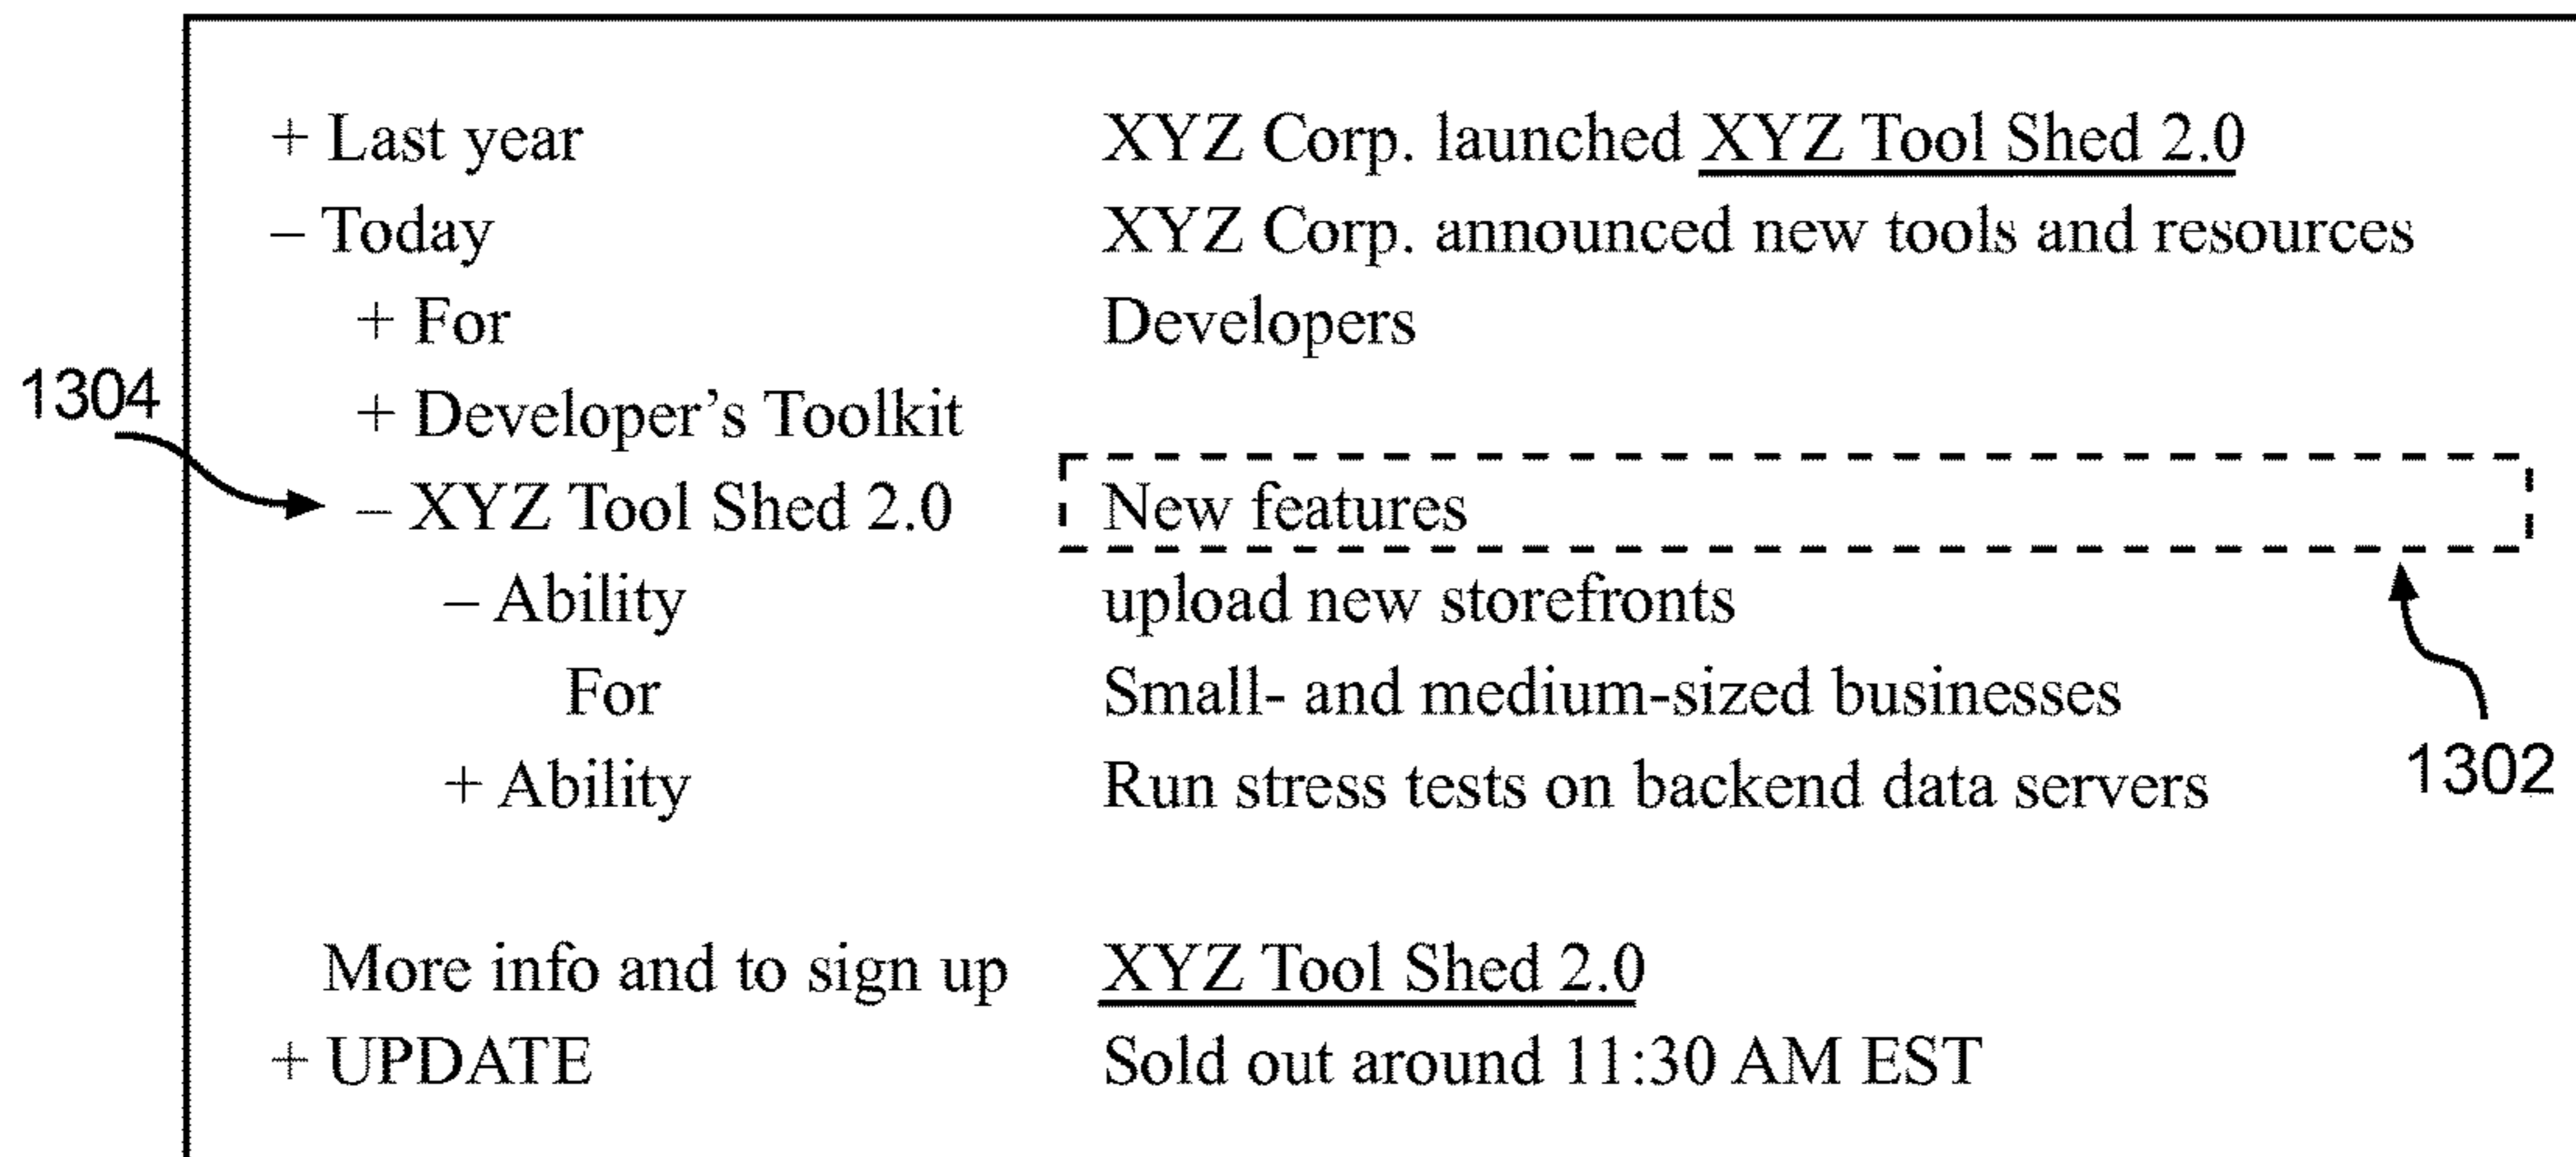 + Last year XYZ Corp. launched XYZ Tool Shed 2.0
– Today XYZ Corp. announced new tools and resources
+ For Developers
1304
+ Developer’s Toolkit
– XYZ Tool Shed 2.0 New features
– Ability upload new storefronts
For Small- and medium-sized businesses
+ Ability Run stress tests on backend data servers
1302
More info and to sign up XYZ Tool Shed 2.0
+ UPDATE Sold out around 11:30 AM EST